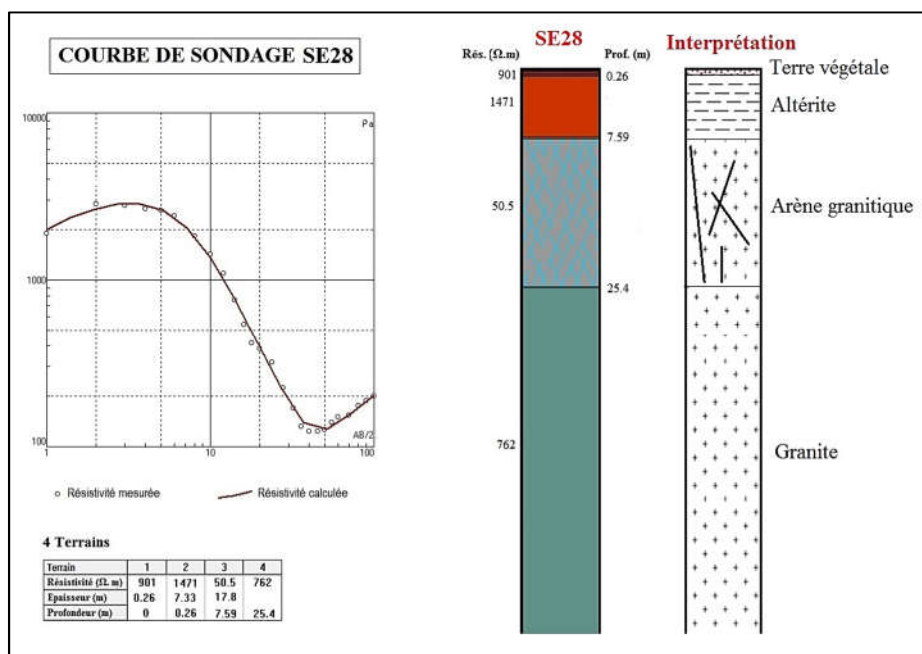 COURBE DE SONDAGE SE28
10000
1000
100
Pa
AB/2
1
10
100
Résistivité mesurée
Résistivité calculée
4 Terrains
Terrain 1 2 3 4
Résistivité (Ω. m) 901 1471 50.5 762
Epaisseur (m) 0.26 7.33 17.8
Profondeur (m) 0 0.26 7.59 25.4
SE28
Rés. (Ω.m) Prof. (m)
901
0.26
1471
7.59
50.5
25.4
762
Interprétation
Terre végétale
Altérite
Arène granitique
Granite